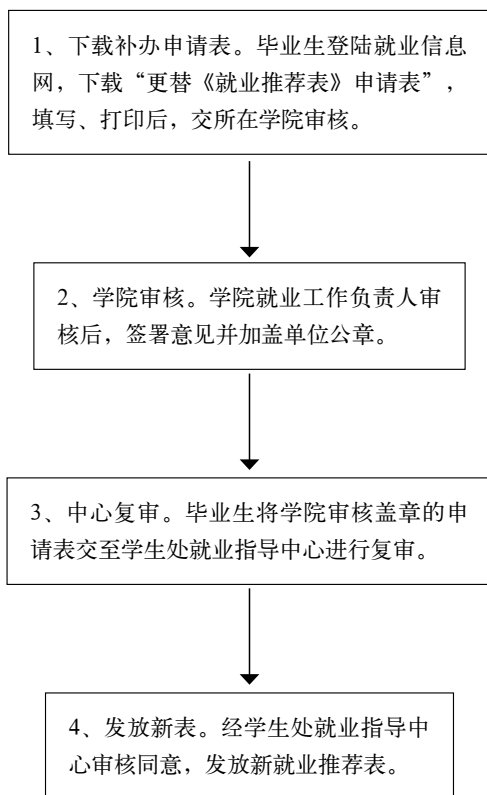 1、下载补办申请表。毕业生登陆就业信息
网，下载“更替《就业推荐表》申请表”，
填写、打印后，交所在学院审核。
2、学院审核。学院就业工作负责人审
核后，签署意见并加盖单位公章。
3、中心复审。毕业生将学院审核盖章的申
请表交至学生处就业指导中心进行复审。
4、发放新表。经学生处就业指导中
心审核同意，发放新就业推荐表。